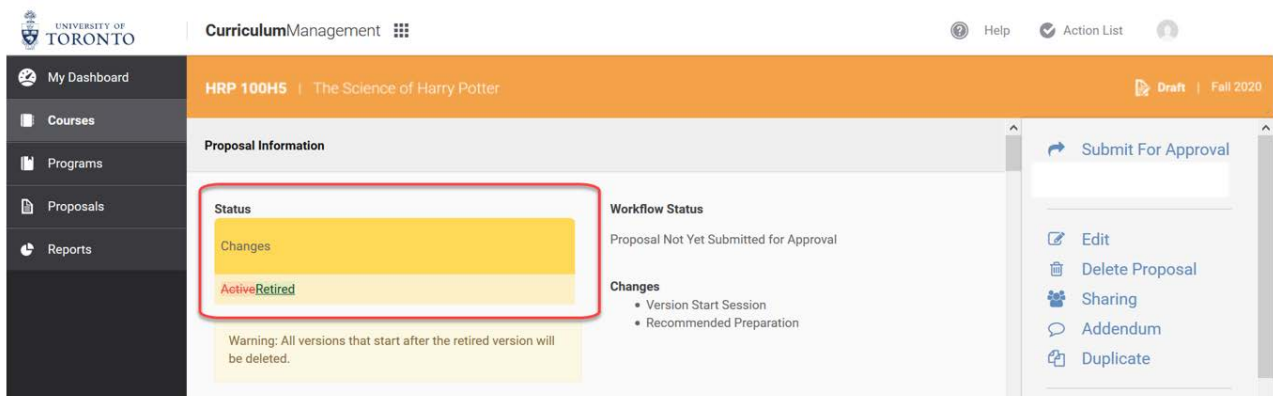 UNIVERSITY OF
TORONTO
CurriculumManagement
Help
Action List
My Dashboard
HRP 100H5 | The Science of Harry Potter
Draft | Fall 2020
Courses
Programs
Proposals
Reports
Proposal Information
Status
Changes
ActiveRetired
Warning: All versions that start after the retired version will
be deleted.
Workflow Status
Proposal Not Yet Submitted for Approval
Changes
• Version Start Session
• Recommended Preparation
Submit For Approval
Edit
Delete Proposal
Sharing
Addendum
Duplicate